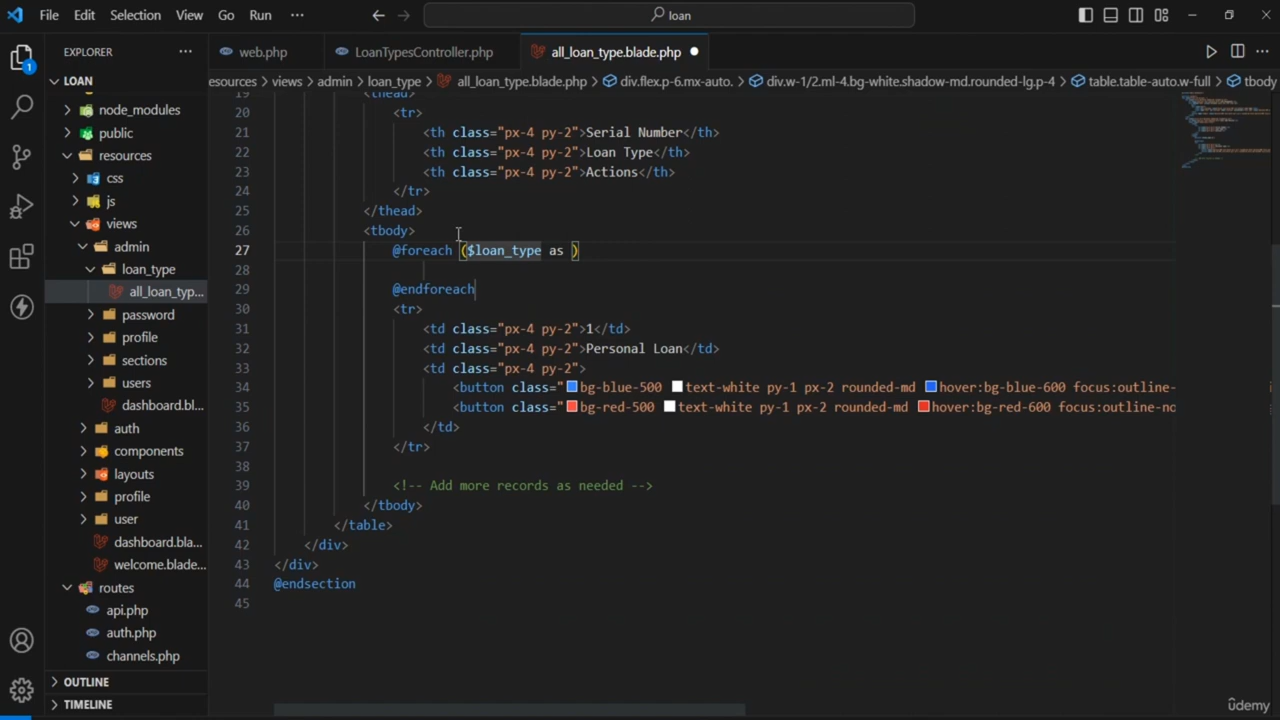 File Edit Selection View Go Run ··· loan
EXPLORER ···
web.php LoanTypesController.php all_loan_type.blade.php
LOAN
esources > views > admin > loan_type > all_loan_type.blade.php > div.flex.p-6.mx-auto. > div.w-1/2.ml-4.bg-white.shadow-md.rounded-lg.p-4 > table.table-auto.w-full > tbody
1
node_modules
public
resources
css
js
views
admin
loan_type
all_loan_typ...
password
profile
sections
users
dashboard.bl...
auth
components
layouts
profile
user
dashboard.bla...
welcome.blade...
routes
api.php
auth.php
channels.php
OUTLINE
TIMELINE
19 <thead>
20 <tr>
21 <th class="px-4 py-2">Serial Number</th>
22 <th class="px-4 py-2">Loan Type</th>
23 <th class="px-4 py-2">Actions</th>
24 </tr>
25 </thead>
26 <tbody>
27 @foreach ($loan_type as )
28
29 @endforeach
30 <tr>
31 <td class="px-4 py-2">1</td>
32 <td class="px-4 py-2">Personal Loan</td>
33 <td class="px-4 py-2">
34 <button class="bg-blue-500 text-white py-1 px-2 rounded-md hover:bg-blue-600 focus:outline-
35 <button class="bg-red-500 text-white py-1 px-2 rounded-md hover:bg-red-600 focus:outline-no
36 </td>
37 </tr>
38
39 <!-- Add more records as needed -->
40 </tbody>
41 </table>
42 </div>
43 </div>
44 @endsection
45
ûdemy